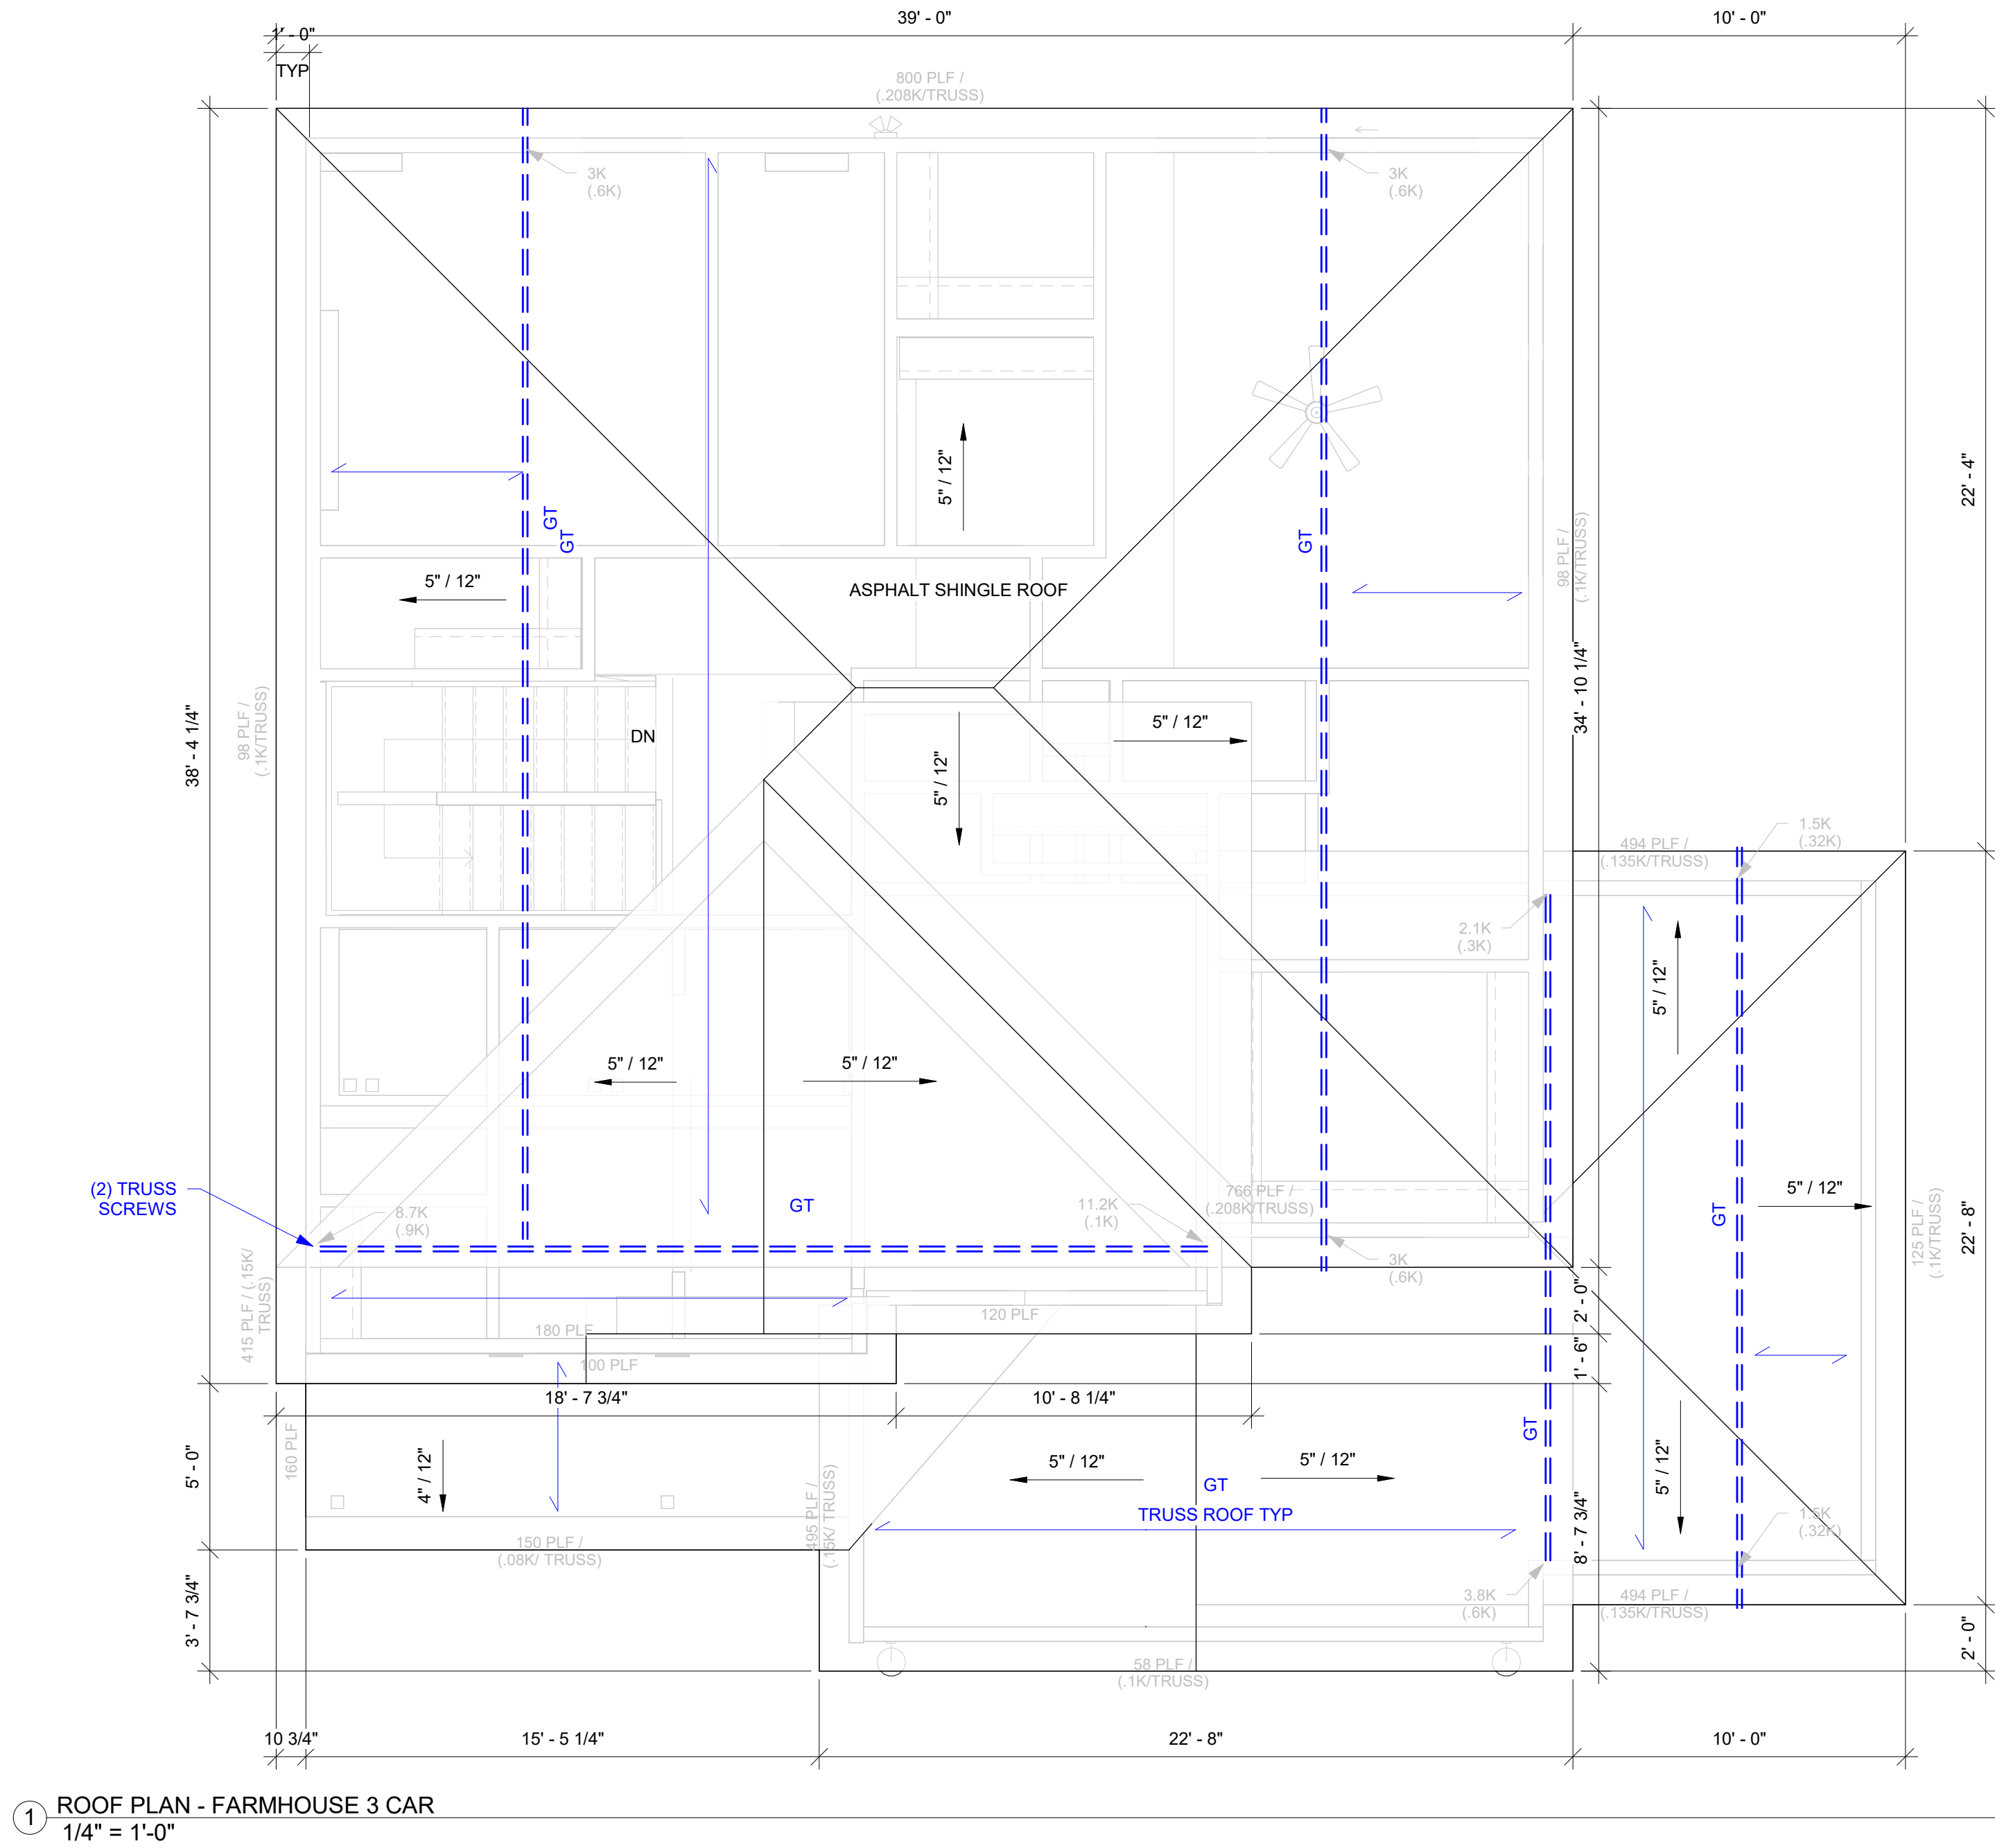 39' - 0"
10' - 0"
1' - 0"
TYP
800 PLF /
(.208K/TRUSS)
3K
(.6K)
3K
(.6K)
22' - 4"
5" / 12"
GT
GT
GT
98 PLF /
(.1K/TRUSS)
5" / 12"
ASPHALT SHINGLE ROOF
34' - 10 1/4"
38' - 4 1/4"
98 PLF /
(.1K/TRUSS)
DN
5" / 12"
5" / 12"
1.5K
(.32K)
494 PLF /
(.135K/TRUSS)
2.1K
(.3K)
5" / 12"
5" / 12"
5" / 12"
(2) TRUSS
SCREWS
8.7K
(.9K)
GT
11.2K
(.1K)
766 PLF /
(.208K/TRUSS)
5" / 12"
GT
125 PLF /
(.1K/TRUSS)
22' - 8"
3K
(.6K)
415 PLF / (.15K/
TRUSS)
180 PLF
120 PLF
2' - 0"
100 PLF
1' - 6"
18' - 7 3/4"
10' - 8 1/4"
160 PLF
5' - 0"
4" / 12"
5" / 12"
5" / 12"
GT
5" / 12"
GT
TRUSS ROOF TYP
495 PLF /
(.15K/ TRUSS)
1.5K
(.32K)
8' - 7 3/4"
150 PLF /
(.08K/ TRUSS)
3' - 7 3/4"
3.8K
(.6K)
494 PLF /
(.135K/TRUSS)
2' - 0"
58 PLF /
(.1K/TRUSS)
10 3/4"
15' - 5 1/4"
22' - 8"
10' - 0"
1
ROOF PLAN - FARMHOUSE 3 CAR
1/4" = 1'-0"